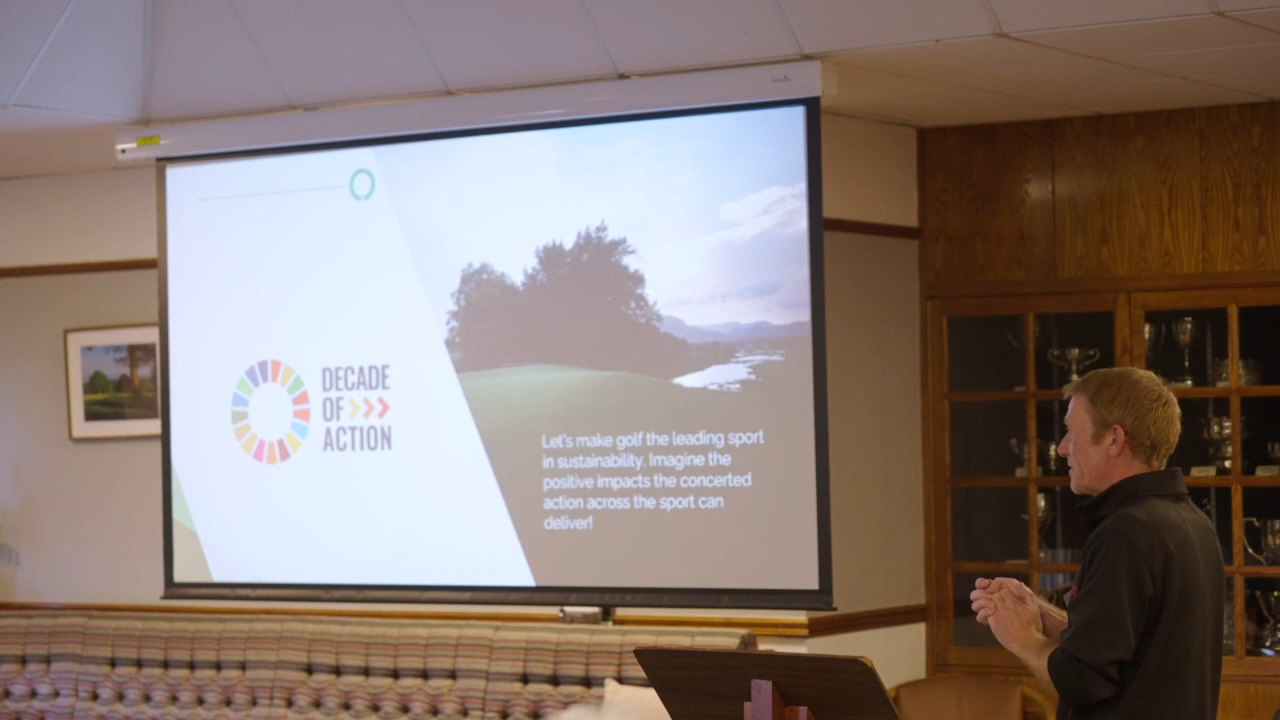 DECADE
OF
ACTION
Let's make golf the leading sport
in sustainability. Imagine the
positive impacts the concerted
action across the sport can
deliver!